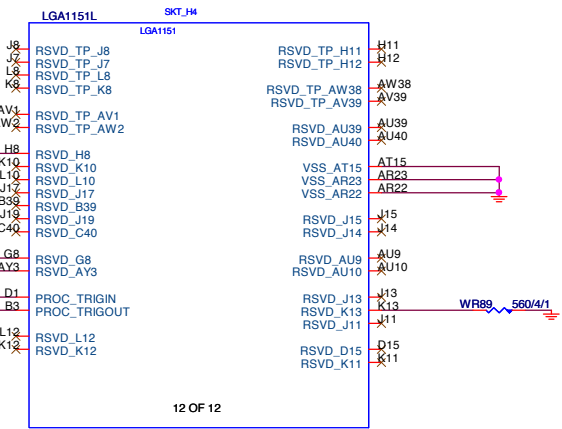 LGA1151L
SKT_H4
LGA1151
J8 RSVD_TP_J8 RSVD_TP_H11 H11
J7 RSVD_TP_J7 RSVD_TP_H12 H12
L8 RSVD_TP_L8
K8 RSVD_TP_K8 RSVD_TP_AW38 AW38
RSVD_TP_AV39 AV39
AV1 RSVD_TP_AV1
W2 RSVD_TP_AW2 RSVD_AU39 AU39
RSVD_AU40 AU40
H8 RSVD_H8
K10 RSVD_K10 VSS_AT15 AT15
L10 RSVD_L10 VSS_AR23 AR23
J17 RSVD_J17 VSS_AR22 AR22
B39 RSVD_B39
J19 RSVD_J19 RSVD_J15 J15
C40 RSVD_C40 RSVD_J14 J14
G8 RSVD_G8 RSVD_AU9 AU9
AY3 RSVD_AY3 RSVD_AU10 AU10
D1 PROC_TRIGIN RSVD_J13 J13
B3 PROC_TRIGOUT RSVD_K13 K13 WR89 560/4/1
RSVD_J11 J11
L12 RSVD_L12
K12 RSVD_K12 RSVD_D15 D15
RSVD_K11 K11
12 OF 12